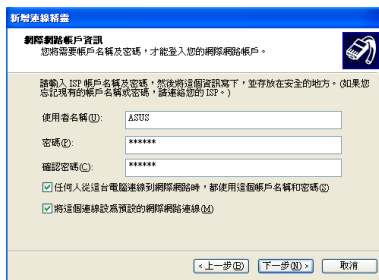 新增連線精靈
網際網路帳戶資訊
您將需要帳戶名稱及密碼，才能登入您的網際網路帳戶。
請輸入 ISP 帳戶名稱及密碼，然後將這個資訊寫下，並存放在安全的地方。(如果您
忘記現有的帳戶名稱或密碼，請連絡您的 ISP。)
使用者名稱(U): ASUS
密碼(P): ******
確認密碼(C): ******
任何人從這台電腦連線到網際網路時，都使用這個帳戶名稱和密碼(S)
將這個連線設為預設的網際網路連線(M)
<上一步(B) 下一步(N)> 取消